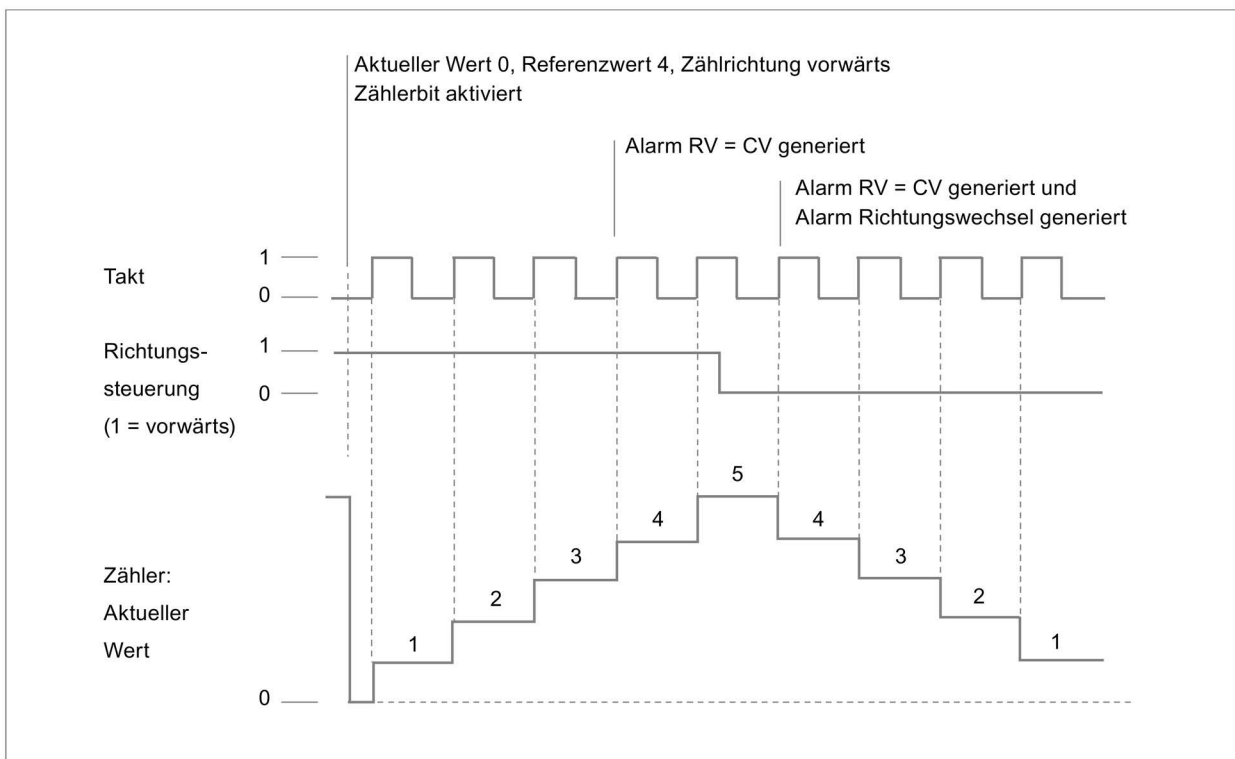 Aktueller Wert 0, Referenzwert 4, Zählrichtung vorwärts
Zählerbit aktiviert
Alarm RV = CV generiert
Alarm RV = CV generiert und
Alarm Richtungswechsel generiert
Takt
1
0
Richtungs-
steuerung
(1 = vorwärts)
1
0
Zähler:
Aktueller
Wert
0
1
2
3
4
5
4
3
2
1